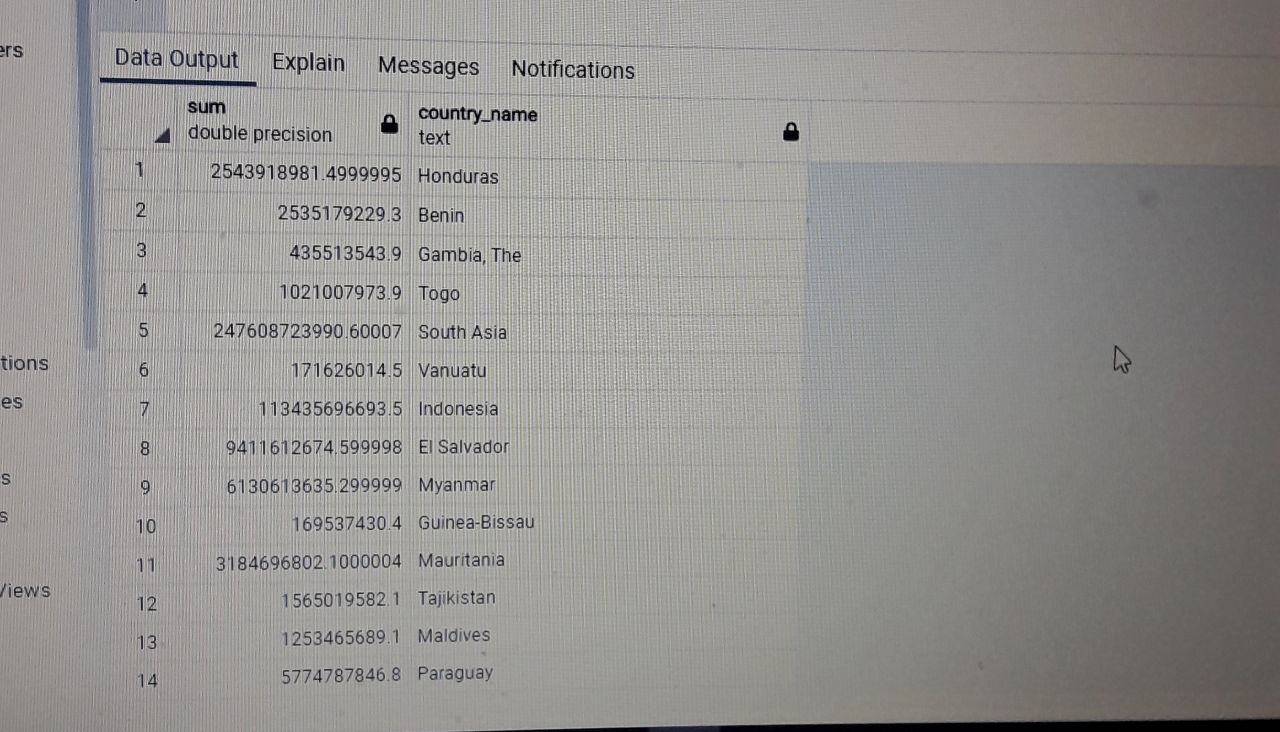 ers
Data Output Explain Messages Notifications
sum country_name
double precision text
1 2543918981.4999995 Honduras
2 2535179229.3 Benin
3 435513543.9 Gambia, The
4 1021007973.9 Togo
5 247608723990.60007 South Asia
tions
6 171626014.5 Vanuatu
es
7 113435696693.5 Indonesia
8 9411612674.599998 El Salvador
s
9 6130613635.299999 Myanmar
s
10 169537430.4 Guinea-Bissau
11 3184696802.1000004 Mauritania
Views
12 1565019582.1 Tajikistan
13 1253465689.1 Maldives
14 5774787846.8 Paraguay